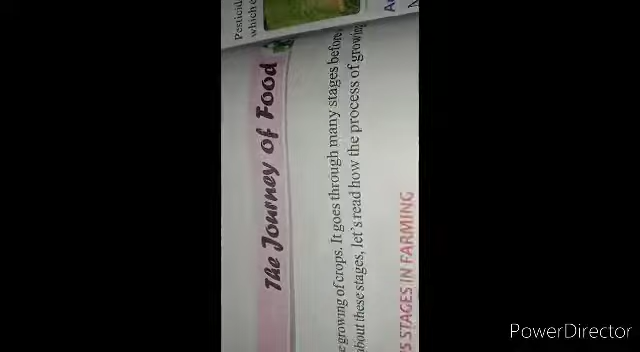 Pesticid
which
The Journey of Food
e growing of crops. It goes through many stages before
about these stages, let's read how the process of growing
S STAGES IN FARMING
PowerDirector